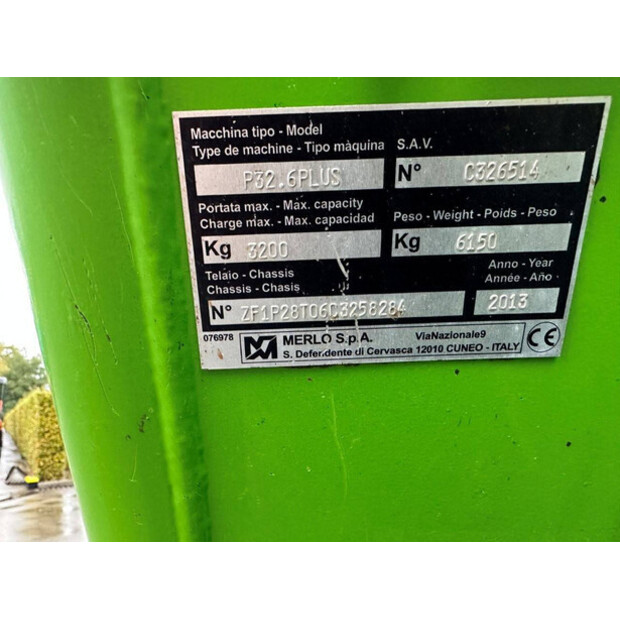 Macchina tipo - Model
Type de machine - Tipo màquina S.A.V.
P32.6PLUS N° C326514
Portata max. - Max. capacity
Charge max. - Max. capacidad Peso - Weight - Poids - Peso
Kg 3200 Kg 6150
Telaio - Chassis Anno - Year
Chassis - Chasis Année - Año
N° ZF1P28T06C3258284 2013
076978 MERLO S.p.A. ViaNazionale9
S. Defendente di Cervasca 12010 CUNEO - ITALY CE